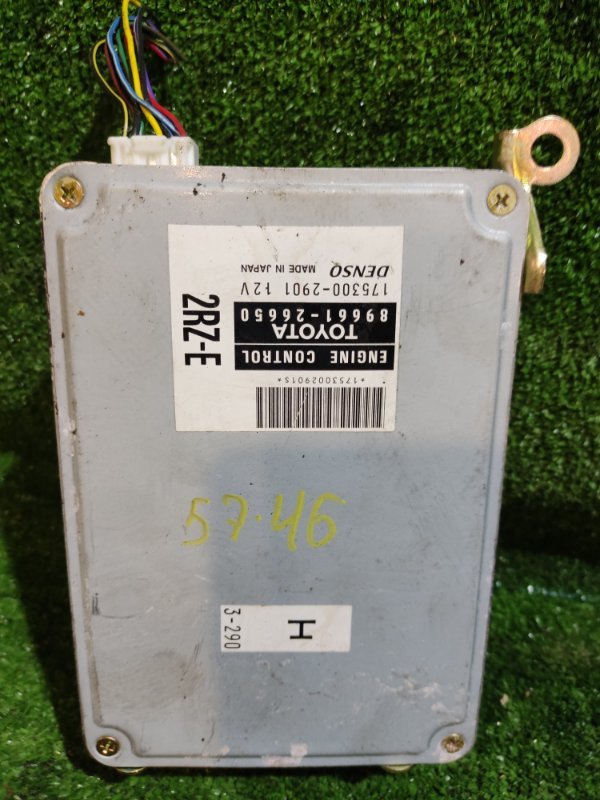 *1753002901S*
ENGINE CONTROL
TOYOTA
89661-26650
175300-2901 12V
DENSO MADE IN JAPAN
2RZ-E
57-46
H
3-290